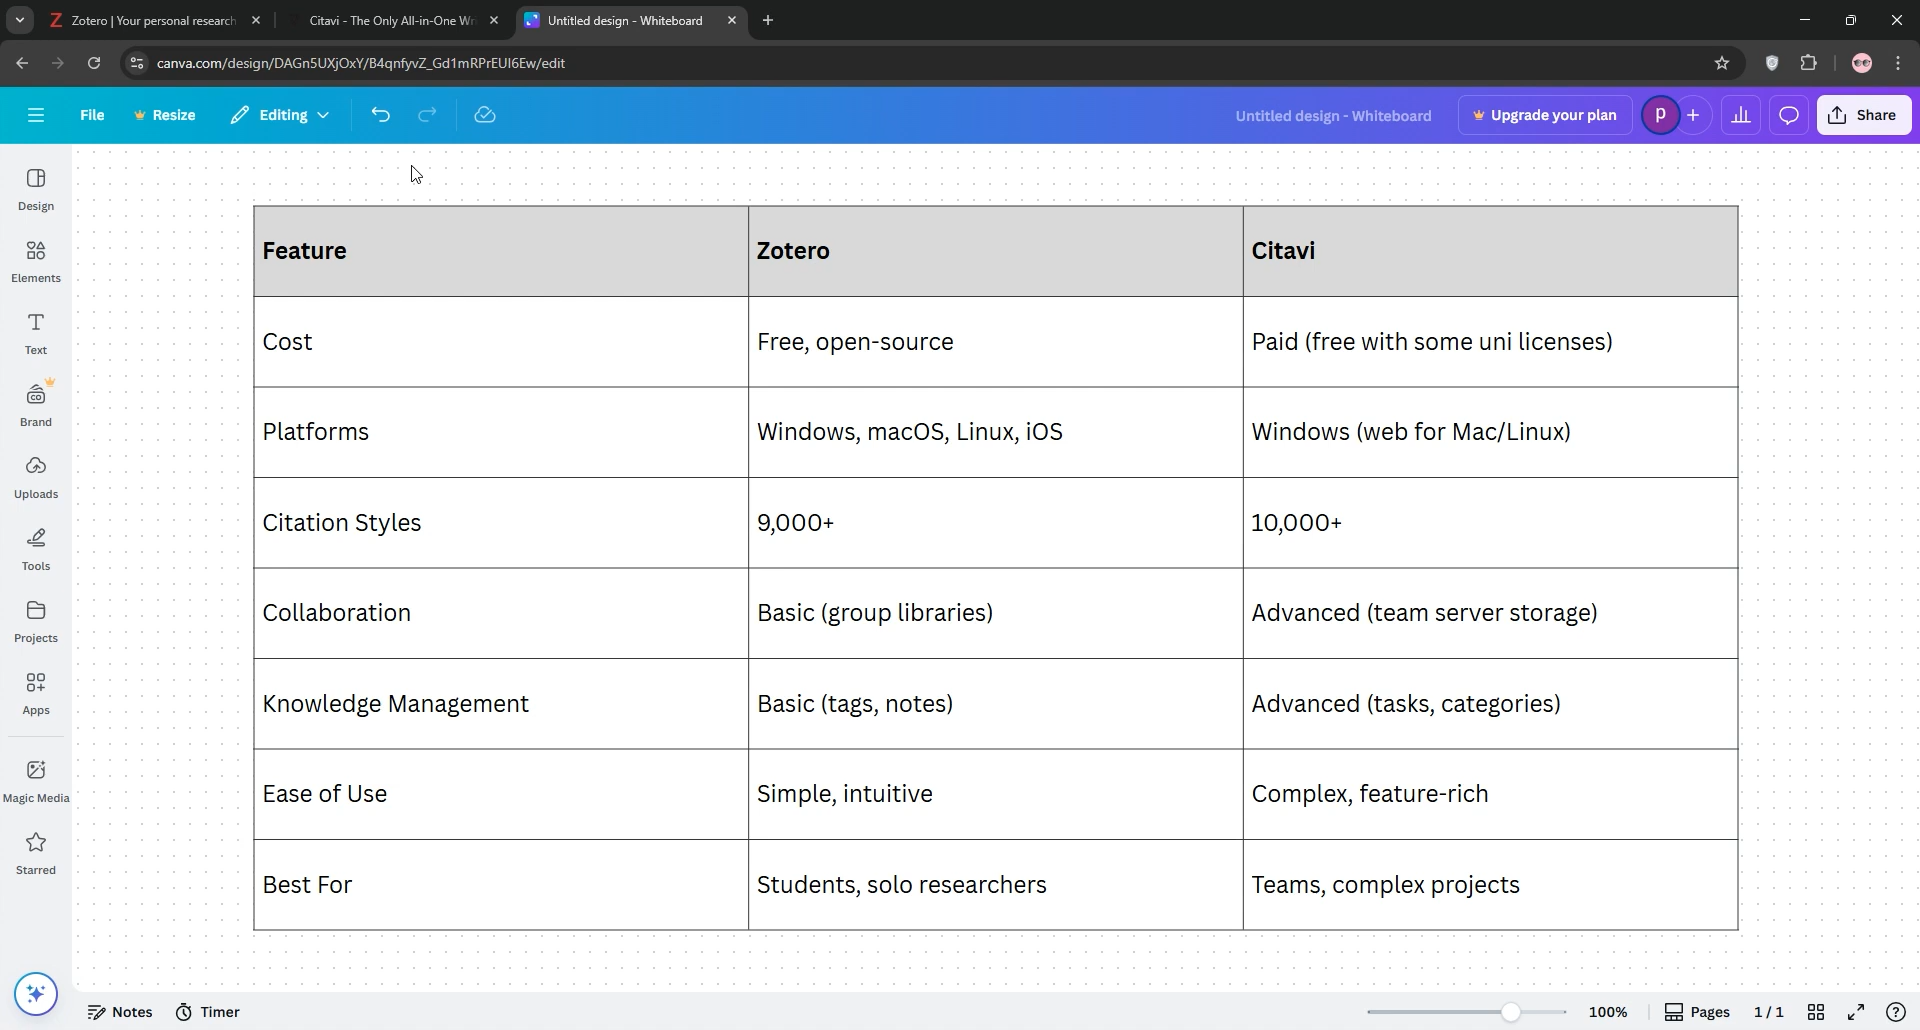 Zotero | Your personal research
Citavi - The Only All-in-One Wr
Untitled design - Whiteboard
canva.com/design/DAGn5UXjOxY/B4qnfyvZ_Gd1mRPrEUI6Ew/edit
File
Resize
Editing
Untitled design - Whiteboard
Upgrade your plan
p
Share
Design
Elements
Text
Brand
Uploads
Tools
Projects
Apps
Magic Media
Starred
Feature Zotero Citavi
Cost Free, open-source Paid (free with some uni licenses)
Platforms Windows, macOS, Linux, iOS Windows (web for Mac/Linux)
Citation Styles 9,000+ 10,000+
Collaboration Basic (group libraries) Advanced (team server storage)
Knowledge Management Basic (tags, notes) Advanced (tasks, categories)
Ease of Use Simple, intuitive Complex, feature-rich
Best For Students, solo researchers Teams, complex projects
Notes
Timer
100%
Pages
1 / 1